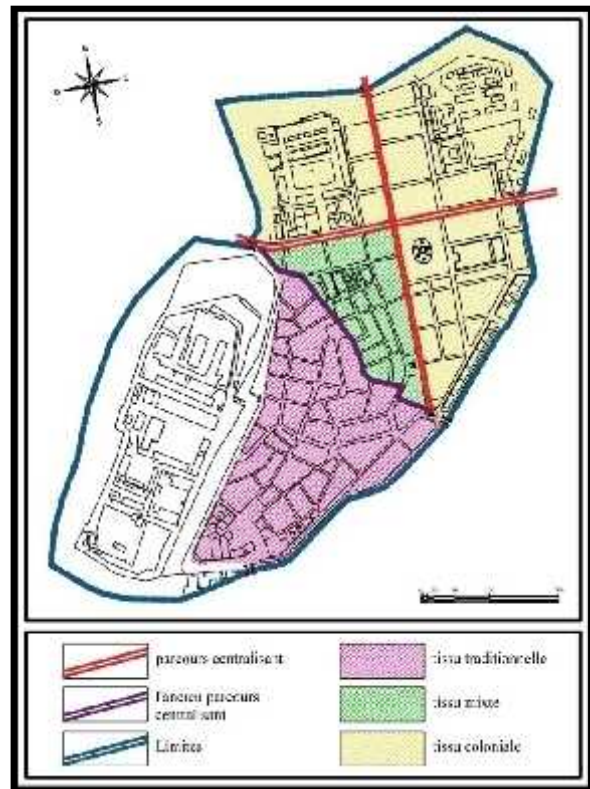 parcours centralisant
l'ancien parcours
centralisant
Limites
tissu traditionnelle
tissu mixte
tissu coloniale